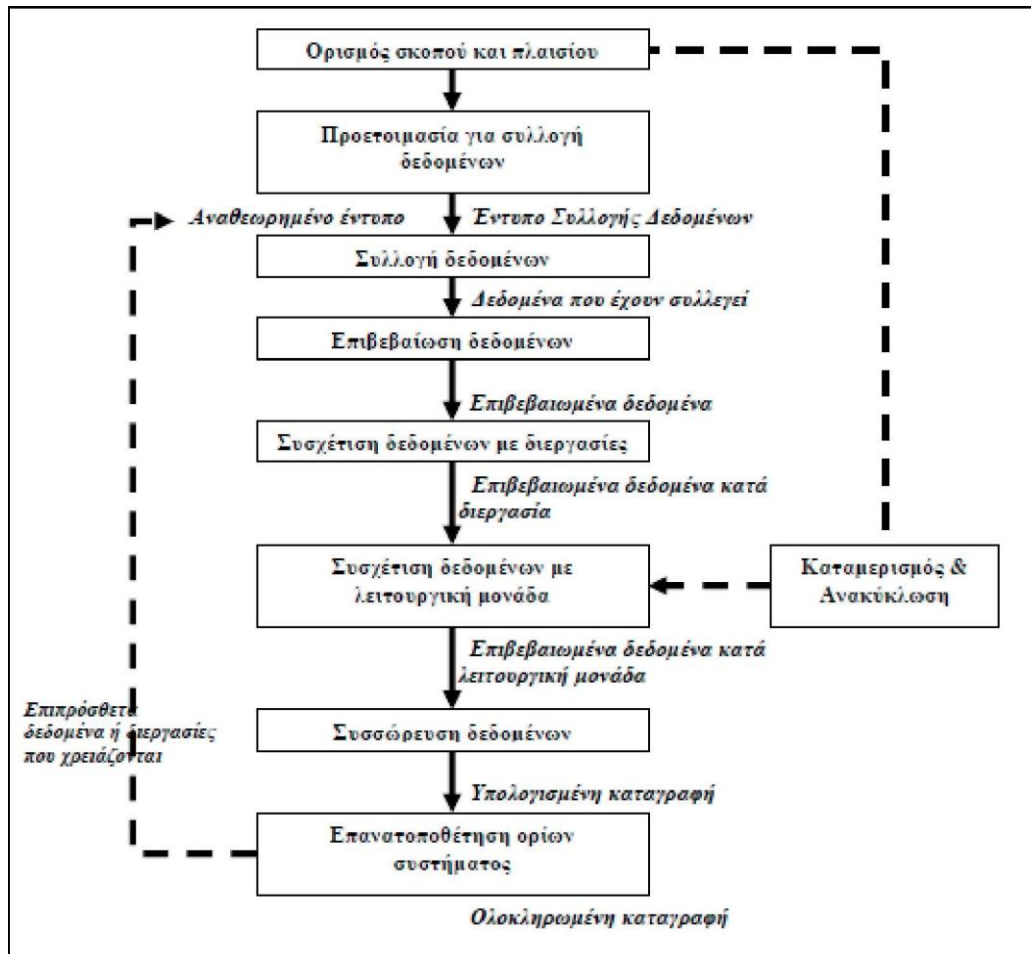 Ορισμός σκοπού και πλαισίου
Προετοιμασία για συλλογή
δεδομένων
Αναθεωρημένο έντυπο
Έντυπο Συλλογής Δεδομένων
Συλλογή δεδομένων
Δεδομένα που έχουν συλλεγεί
Επιβεβαίωση δεδομένων
Επιβεβαιωμένα δεδομένα
Συσχέτιση δεδομένων με διεργασίες
Επιβεβαιωμένα δεδομένα κατά
διεργασία
Συσχέτιση δεδομένων με
λειτουργική μονάδα
Καταμερισμός &
Ανακύκλωση
Επιβεβαιωμένα δεδομένα κατά
λειτουργική μονάδα
Επιπρόσθετα
δεδομένα ή διεργασίες
που χρειάζονται
Συσσώρευση δεδομένων
Υπολογισμένη καταγραφή
Επανατοποθέτηση ορίων
συστήματος
Ολοκληρωμένη καταγραφή